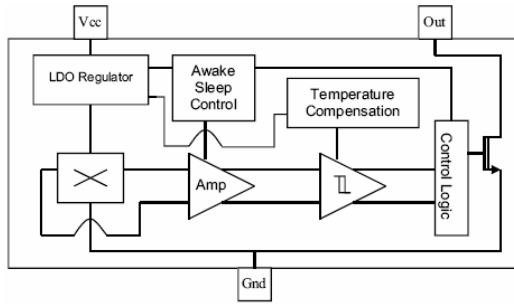 Vcc
Out
LDO Regulator
Awake
Sleep
Control
Temperature
Compensation
Amp
Control Logic
Gnd